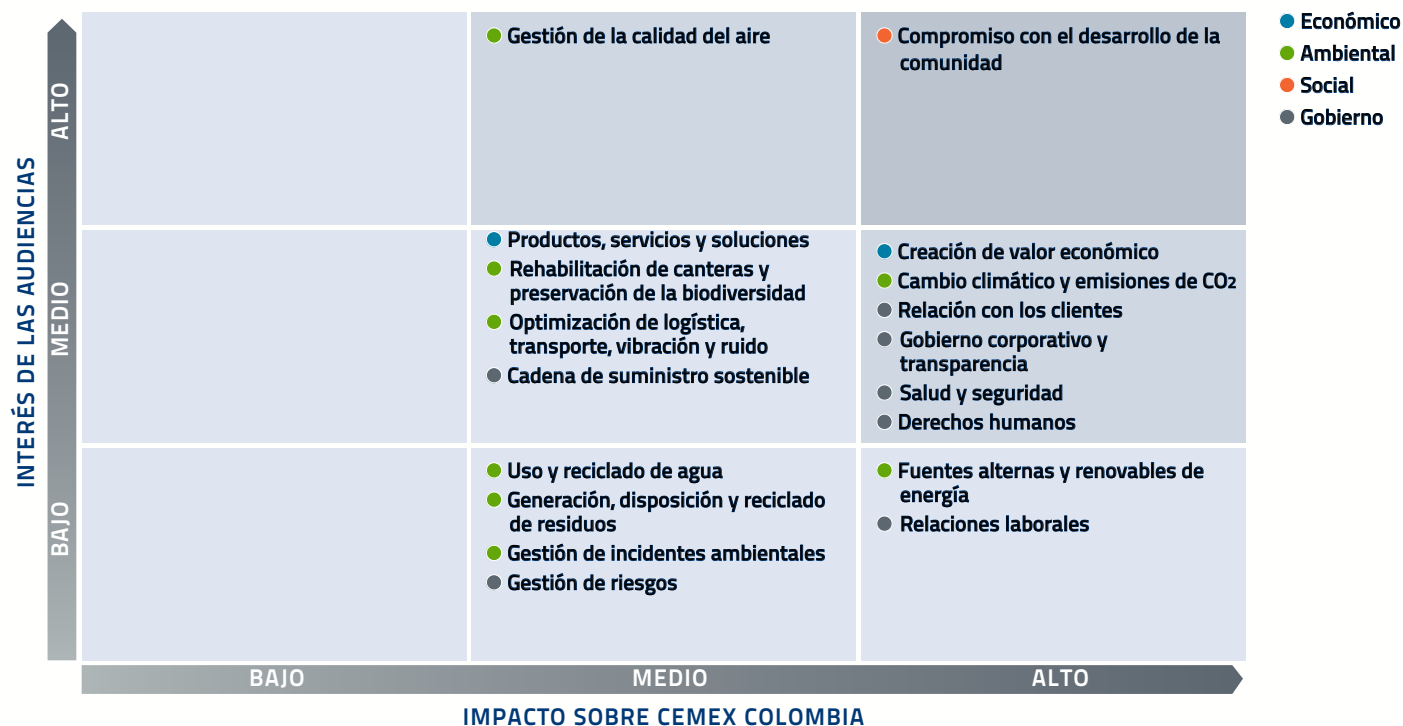 Económico
Ambiental
Social
Gobierno
INTERÉS DE LAS AUDIENCIAS
ALTO
MEDIO
BAJO
Gestión de la calidad del aire
Compromiso con el desarrollo de la
comunidad
Productos, servicios y soluciones
Rehabilitación de canteras y
preservación de la biodiversidad
Optimización de logística,
transporte, vibración y ruido
Cadena de suministro sostenible
Creación de valor económico
Cambio climático y emisiones de CO2
Relación con los clientes
Gobierno corporativo y
transparencia
Salud y seguridad
Derechos humanos
Uso y reciclado de agua
Generación, disposición y reciclado
de residuos
Gestión de incidentes ambientales
Gestión de riesgos
Fuentes alternas y renovables de
energía
Relaciones laborales
BAJO
MEDIO
ALTO
IMPACTO SOBRE CEMEX COLOMBIA